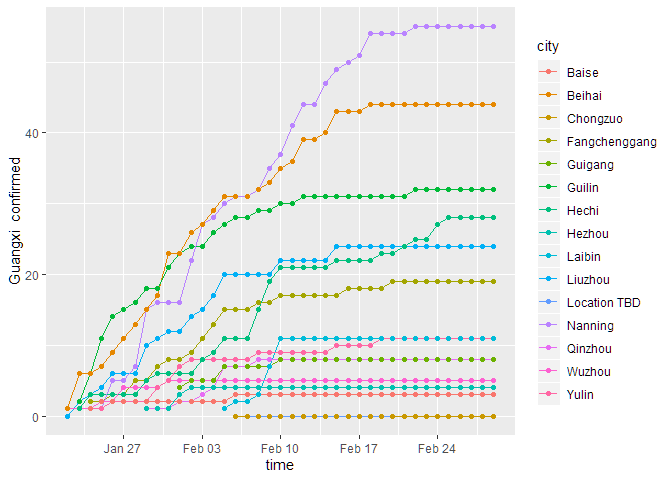 city
Baise
Beihai
Chongzuo
Fangchenggang
Guigang
Guilin
Hechi
Hezhou
Laibin
Liuzhou
Location TBD
Nanning
Qinzhou
Wuzhou
Yulin
Guangxi confirmed
40
20
0
Jan 27
Feb 03
Feb 10
Feb 17
Feb 24
time